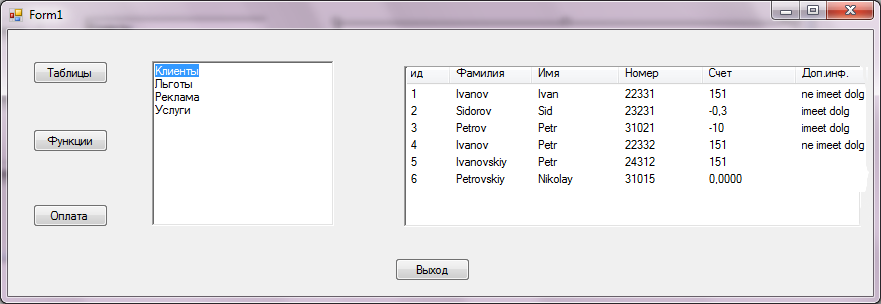 Form1
Таблицы
Функции
Оплата
Клиенты
Льготы
Реклама
Услуги
ид Фамилия Имя Номер Счет Доп.инф.
1 Ivanov Ivan 22331 151 ne imeet dolg
2 Sidorov Sid 23231 -0,3 imeet dolg
3 Petrov Petr 31021 -10 imeet dolg
4 Ivanov Petr 22332 151 ne imeet dolg
5 Ivanovskiy Petr 24312 151
6 Petrovskiy Nikolay 31015 0,0000
Выход